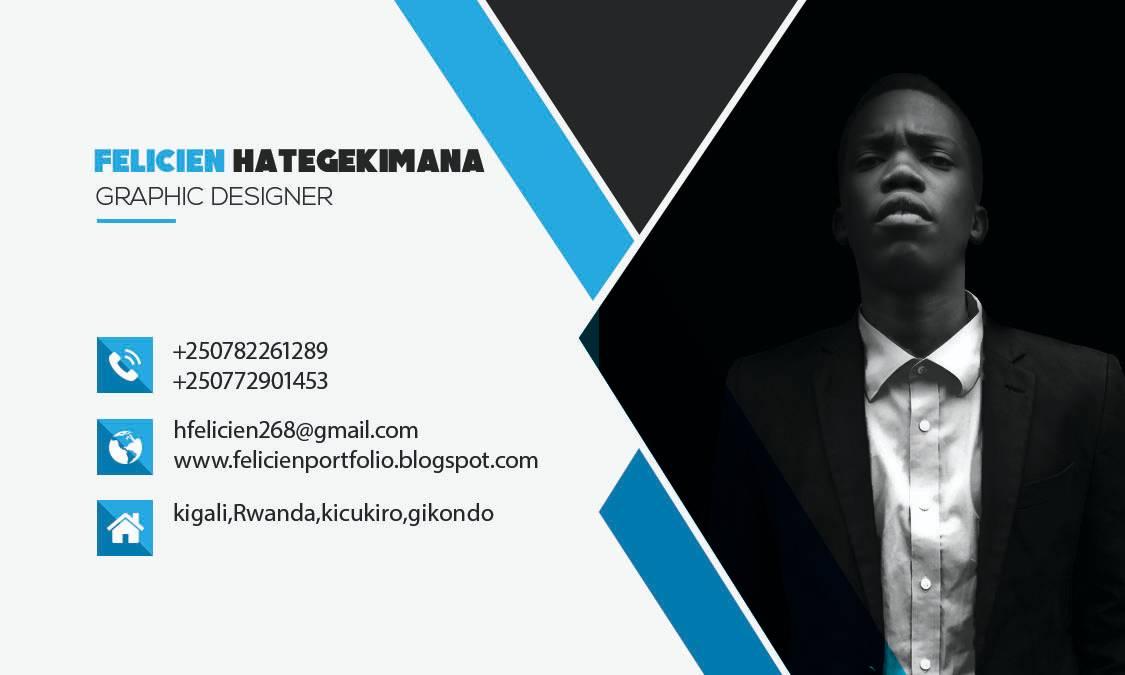 FELICIEN HATEGEKIMANA
GRAPHIC DESIGNER
+250782261289
+250772901453
hfelicien268@gmail.com
www.felicienportfolio.blogspot.com
kigali,Rwanda,kicukiro,gikondo